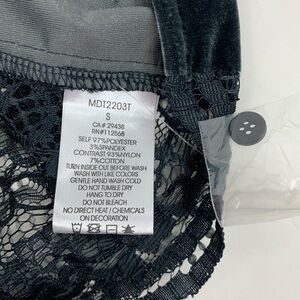 MDT2203T
S
CA# 29438
RN#112568
SELF 97%POLYESTER
3%SPANDEX
CONTRAST 93%NYLON
7%COTTON
TURN INSIDE OUT BEFORE WASH
WASH WITH LIKE COLORS
GENTLE HAND WASH COLD
DO NOT TUMBLE DRY
HANG TO DRY
DO NOT BLEACH
NO DIRECT HEAT / CHEMICALS
ON DECORATION